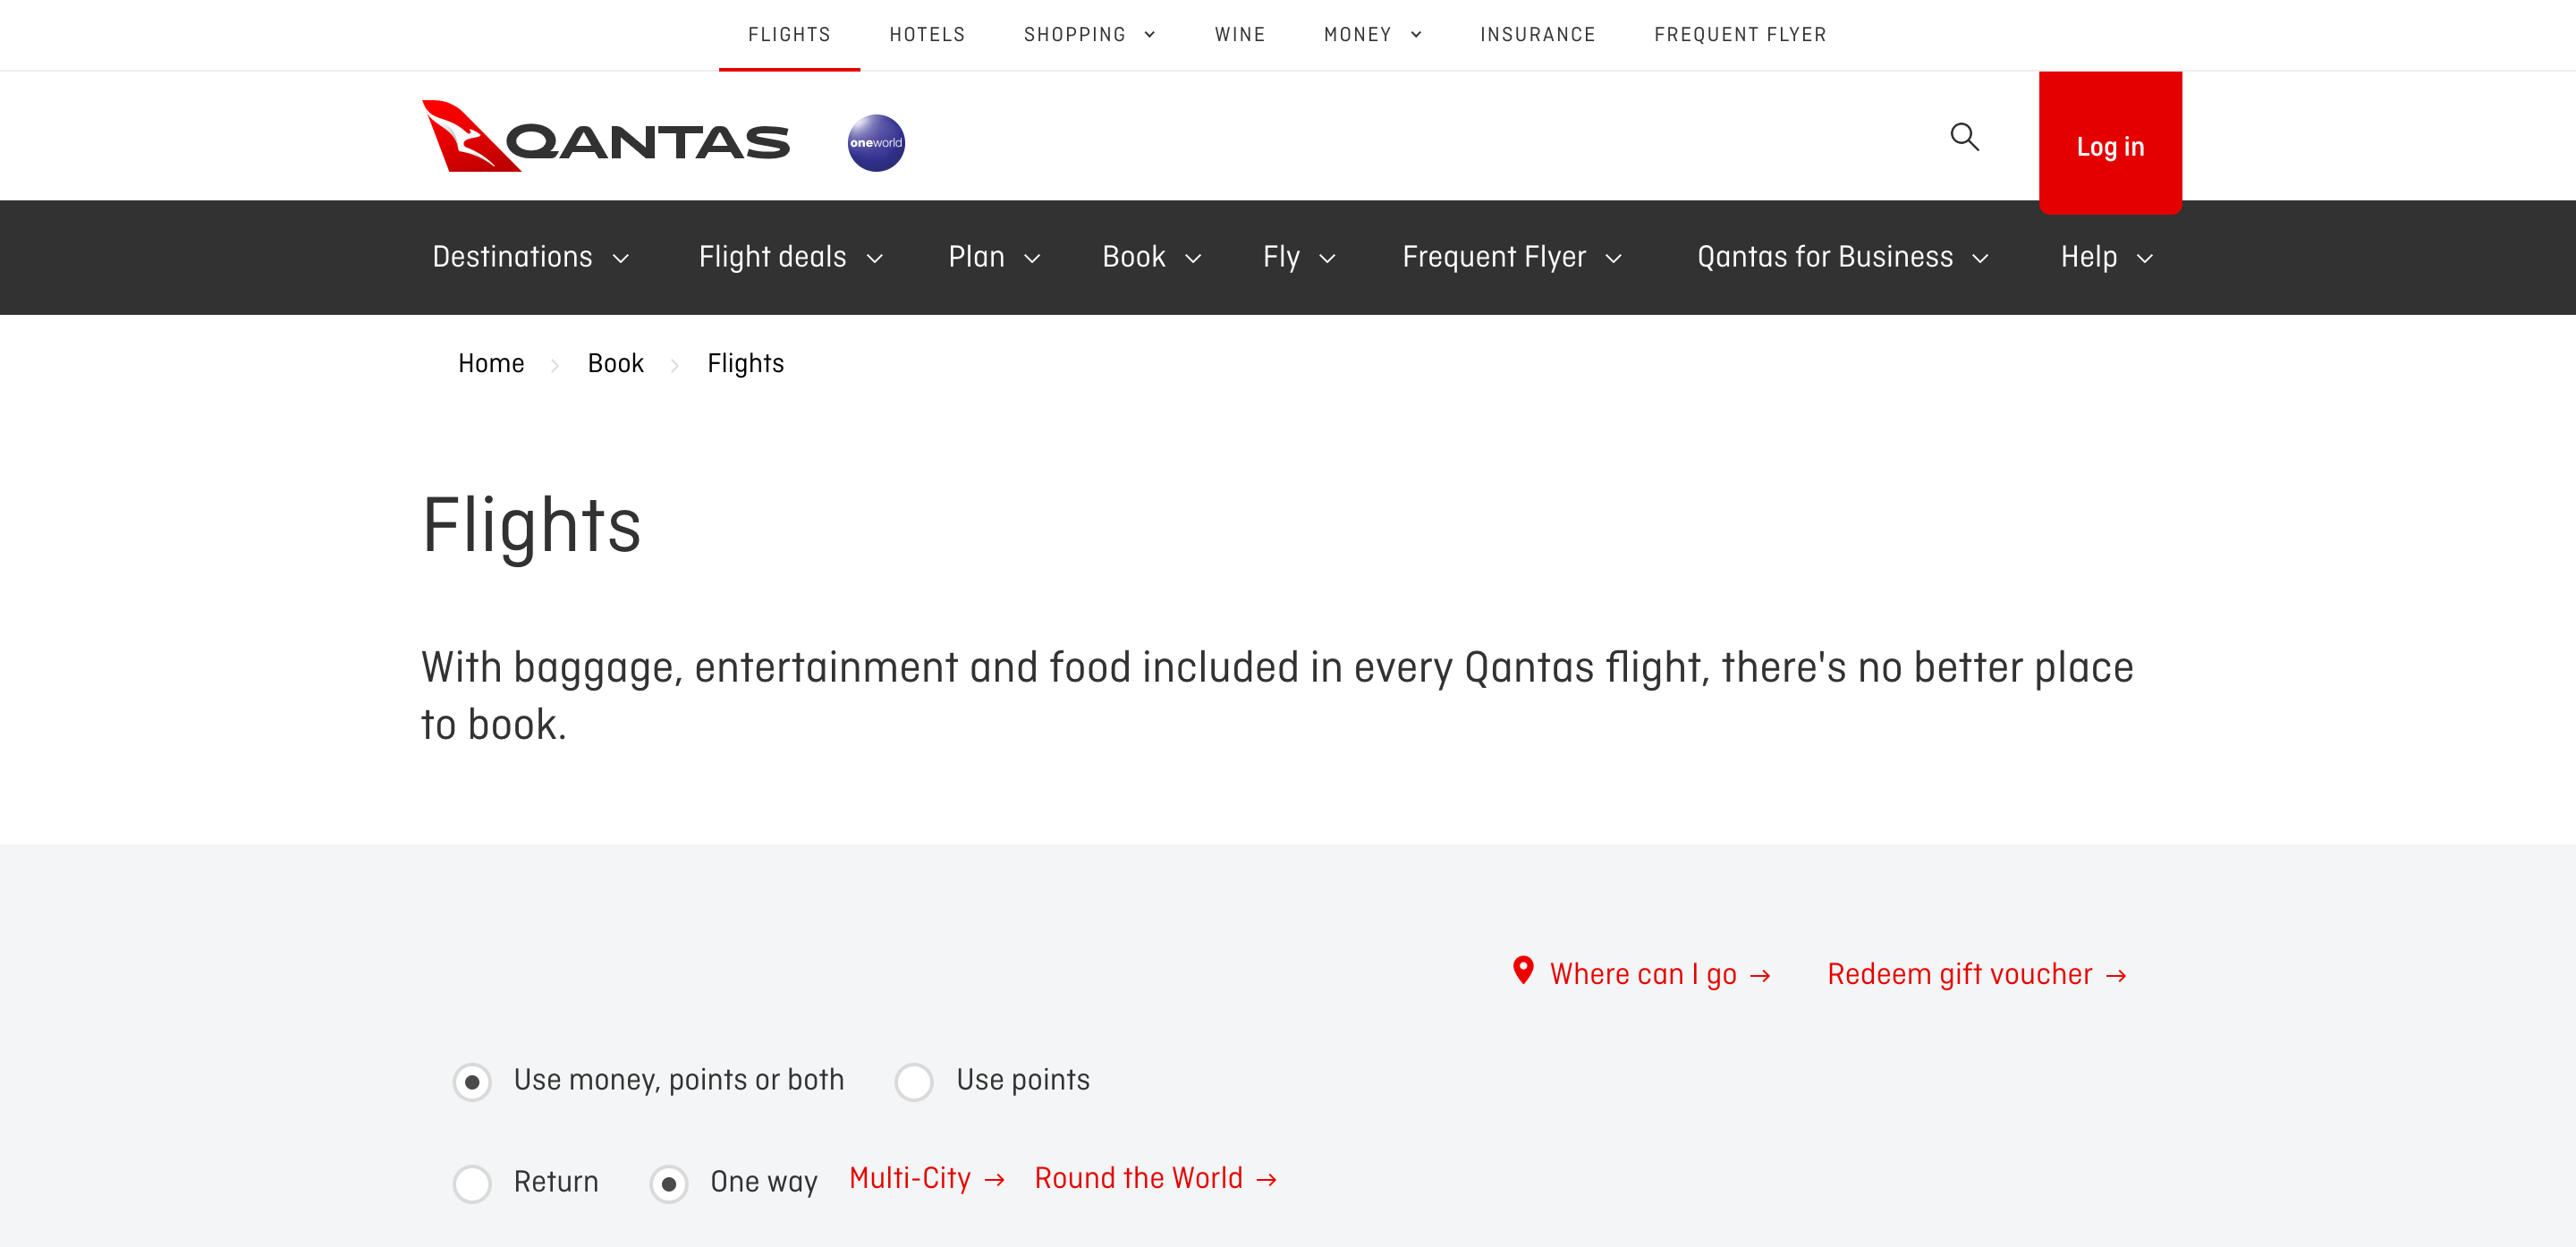 FLIGHTS HOTELS SHOPPING WINE MONEY INSURANCE FREQUENT FLYER
QANTAS oneworld Log in
Destinations Flight deals Plan Book Fly Frequent Flyer Qantas for Business Help
Home Book Flights
Flights
With baggage, entertainment and food included in every Qantas flight, there's no better place
to book.
Where can I go → Redeem gift voucher →
Use money, points or both Use points
Return One way Multi-City → Round the World →